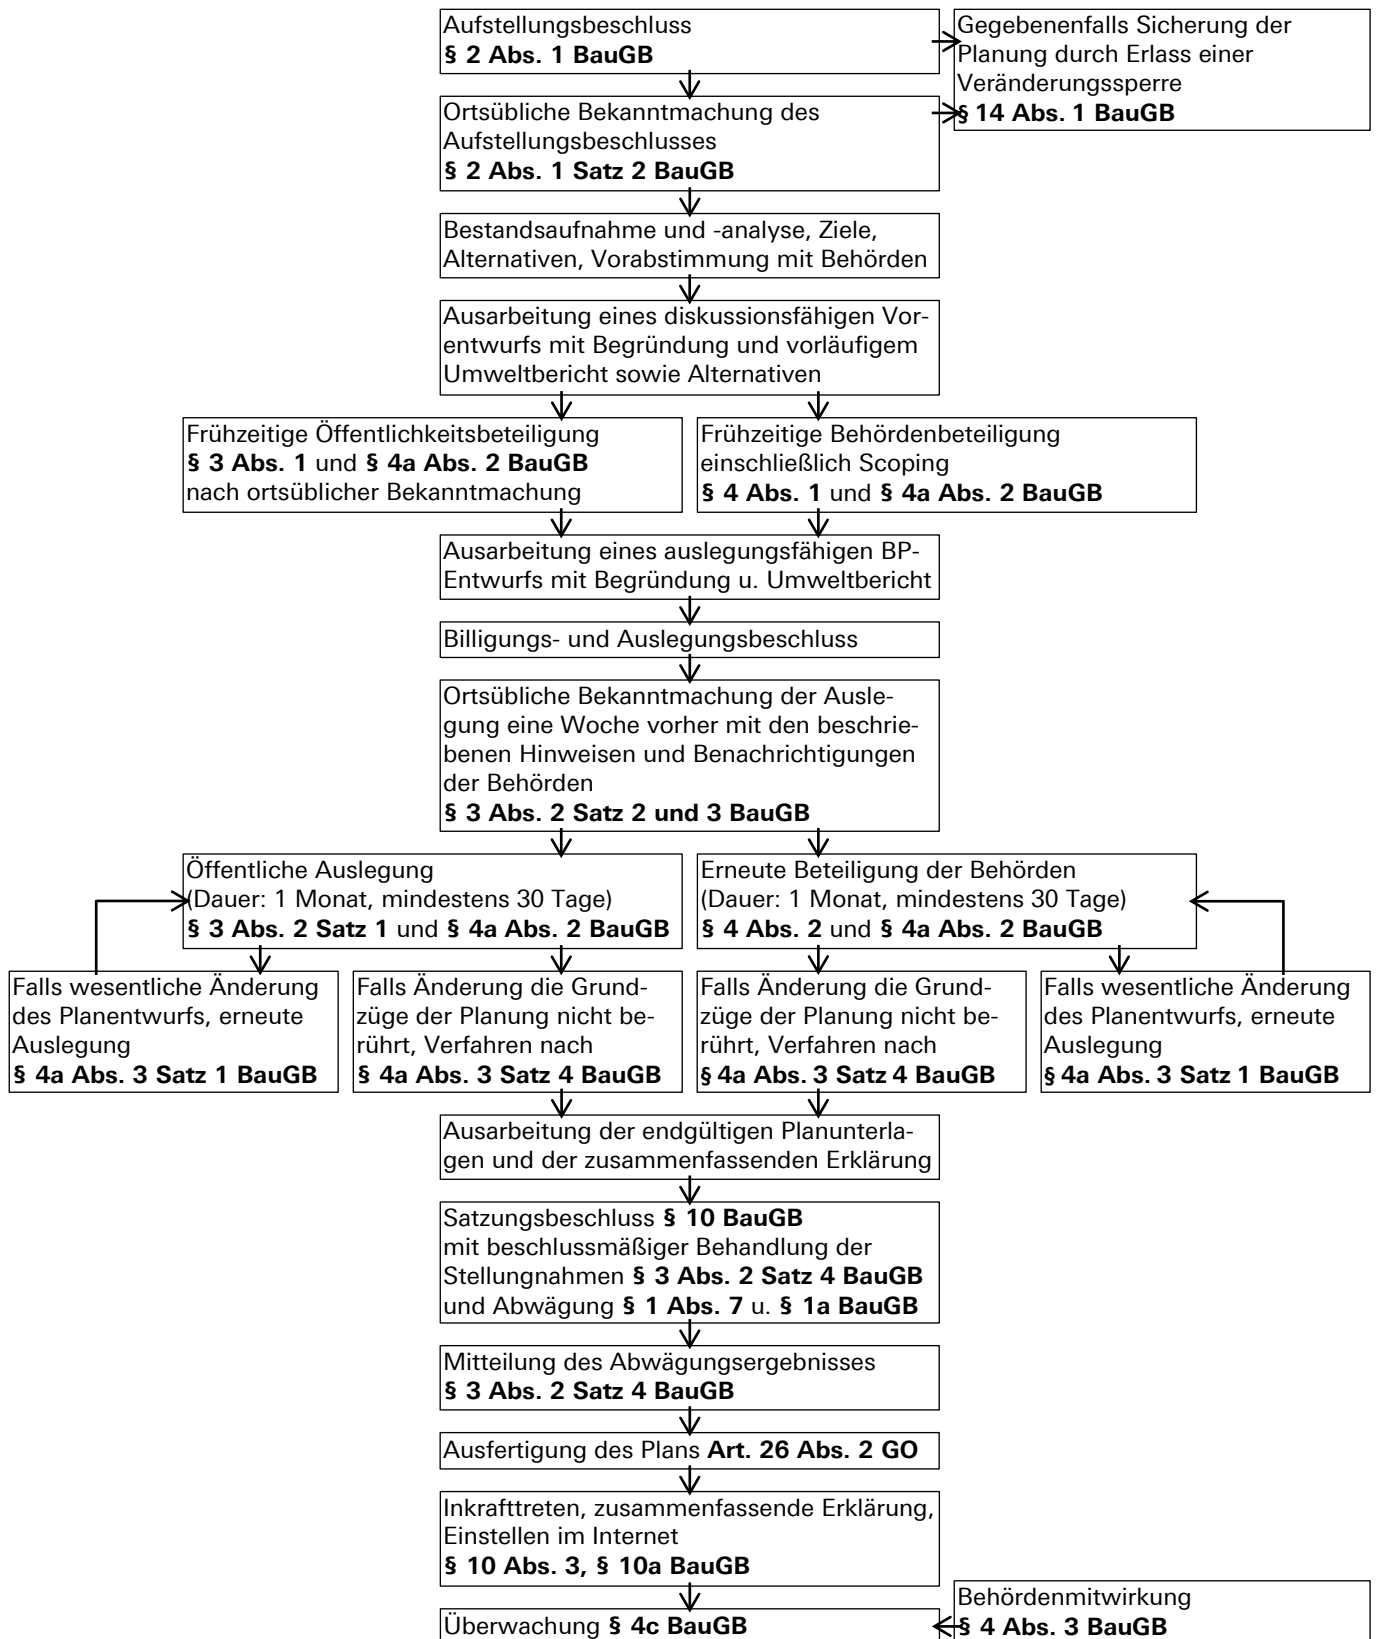 Aufstellungsbeschluss
§ 2 Abs. 1 BauGB
Gegebenenfalls Sicherung der
Planung durch Erlass einer
Veränderungssperre
§ 14 Abs. 1 BauGB
Ortsübliche Bekanntmachung des
Aufstellungsbeschlusses
§ 2 Abs. 1 Satz 2 BauGB
Bestandsaufnahme und -analyse, Ziele,
Alternativen, Vorabstimmung mit Behörden
Ausarbeitung eines diskussionsfähigen Vor-
entwurfs mit Begründung und vorläufigem
Umweltbericht sowie Alternativen
Frühzeitige Öffentlichkeitsbeteiligung
§ 3 Abs. 1 und § 4a Abs. 2 BauGB
nach ortsüblicher Bekanntmachung
Frühzeitige Behördenbeteiligung
einschließlich Scoping
§ 4 Abs. 1 und § 4a Abs. 2 BauGB
Ausarbeitung eines auslegungsfähigen BP-
Entwurfs mit Begründung u. Umweltbericht
Billigungs- und Auslegungsbeschluss
Ortsübliche Bekanntmachung der Ausle-
gung eine Woche vorher mit den beschrie-
benen Hinweisen und Benachrichtigungen
der Behörden
§ 3 Abs. 2 Satz 2 und 3 BauGB
Öffentliche Auslegung
(Dauer: 1 Monat, mindestens 30 Tage)
§ 3 Abs. 2 Satz 1 und § 4a Abs. 2 BauGB
Erneute Beteiligung der Behörden
(Dauer: 1 Monat, mindestens 30 Tage)
§ 4 Abs. 2 und § 4a Abs. 2 BauGB
Falls wesentliche Änderung
des Planentwurfs, erneute
Auslegung
§ 4a Abs. 3 Satz 1 BauGB
Falls Änderung die Grund-
züge der Planung nicht be-
rührt, Verfahren nach
§ 4a Abs. 3 Satz 4 BauGB
Falls Änderung die Grund-
züge der Planung nicht be-
rührt, Verfahren nach
§ 4a Abs. 3 Satz 4 BauGB
Falls wesentliche Änderung
des Planentwurfs, erneute
Auslegung
§ 4a Abs. 3 Satz 1 BauGB
Ausarbeitung der endgültigen Planunterla-
gen und der zusammenfassenden Erklärung
Satzungsbeschluss § 10 BauGB
mit beschlussmäßiger Behandlung der
Stellungnahmen § 3 Abs. 2 Satz 4 BauGB
und Abwägung § 1 Abs. 7 u. § 1a BauGB
Mitteilung des Abwägungsergebnisses
§ 3 Abs. 2 Satz 4 BauGB
Ausfertigung des Plans Art. 26 Abs. 2 GO
Inkrafttreten, zusammenfassende Erklärung,
Einstellen im Internet
§ 10 Abs. 3, § 10a BauGB
Überwachung § 4c BauGB
Behördenmitwirkung
§ 4 Abs. 3 BauGB